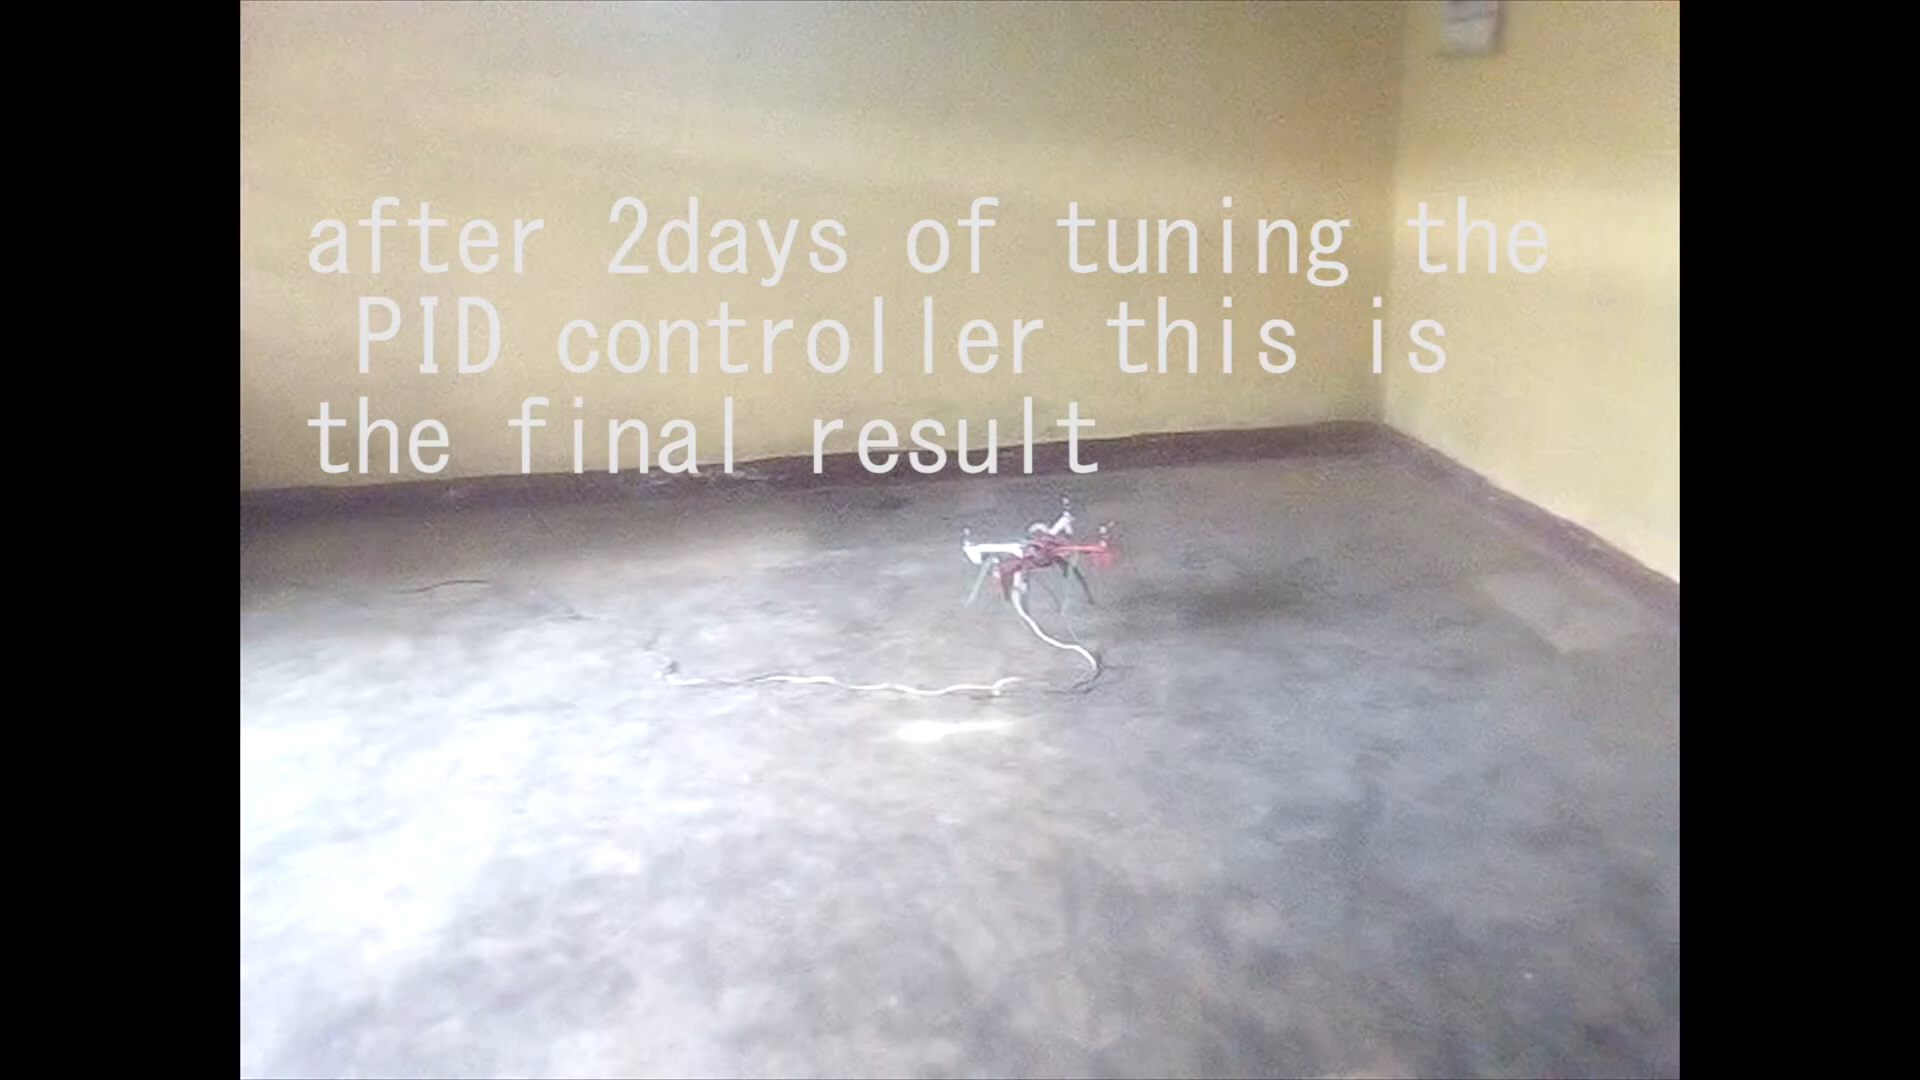 after 2days of tuning the
PID controller this is
the final result